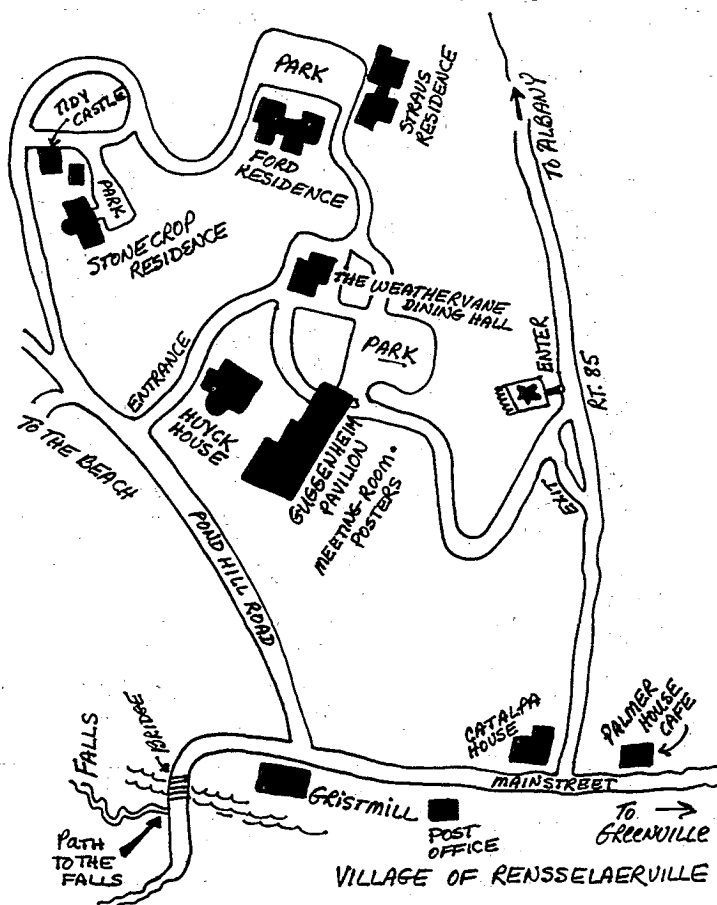 PARK
STRAUS
RESIDENCE
TIDY
CASTLE
FORD
RESIDENCE
TO ALBANY
PARK
STONECROP
RESIDENCE
THE WEATHERVANE
DINING HALL
PARK
ENTER
RT. 85
ENTRANCE
HUYCK
HOUSE
GUGGENHEIM
PAVILION
MEETING-ROOM.
POSTERS
EXIT
TO THE BEACH
POND HILL ROAD
BRIDGE
FALLS
PATH
TO THE
FALLS
GRISTMILL
CATALPA
HOUSE
PALMER
HOUSE
CAFE
MAINSTREET
POST
OFFICE
TO
GREENVILLE
VILLAGE OF RENSSELAERVILLE